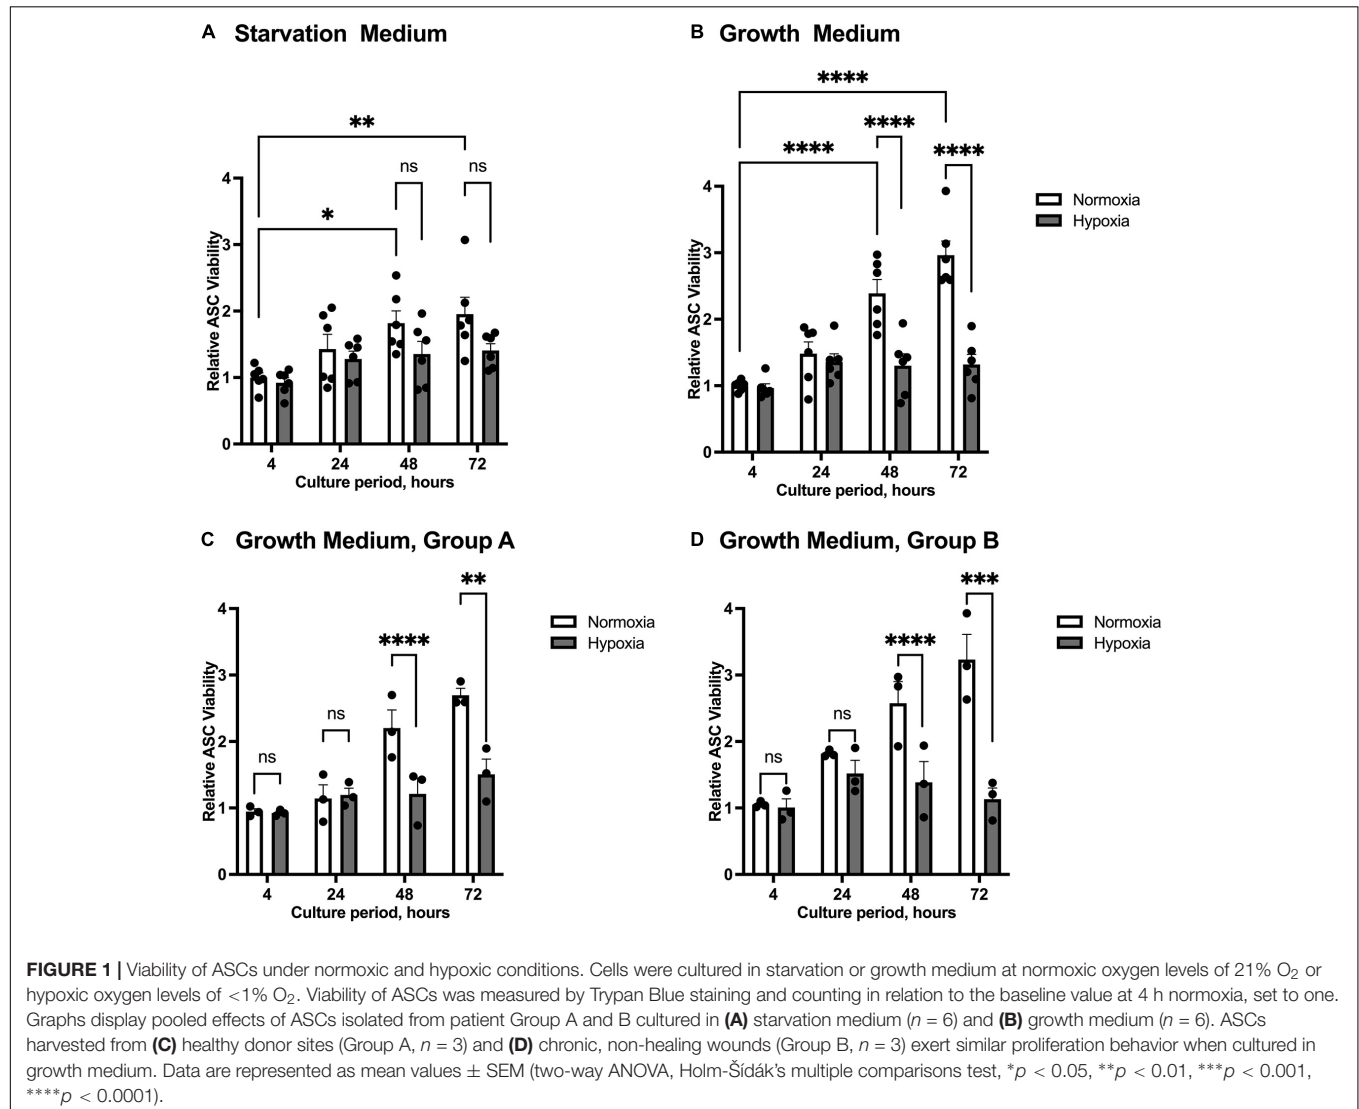 A Starvation Medium
**
ns ns
*
4
3
2
1
0
Relative ASC Viability
4 24 48 72
Culture period, hours
B Growth Medium
****
****
**** ****
4
3
2
1
0
Relative ASC Viability
4 24 48 72
Culture period, hours
Normoxia
Hypoxia
C Growth Medium, Group A
**
****
ns
ns
4
3
2
1
0
Relative ASC Viability
4 24 48 72
Culture period, hours
Normoxia
Hypoxia
D Growth Medium, Group B
***
****
ns
ns
4
3
2
1
0
Relative ASC Viability
4 24 48 72
Culture period, hours
Normoxia
Hypoxia
FIGURE 1 | Viability of ASCs under normoxic and hypoxic conditions. Cells were cultured in starvation or growth medium at normoxic oxygen levels of 21% O₂ or
hypoxic oxygen levels of <1% O₂. Viability of ASCs was measured by Trypan Blue staining and counting in relation to the baseline value at 4 h normoxia, set to one.
Graphs display pooled effects of ASCs isolated from patient Group A and B cultured in (A) starvation medium (n = 6) and (B) growth medium (n = 6). ASCs
harvested from (C) healthy donor sites (Group A, n = 3) and (D) chronic, non-healing wounds (Group B, n = 3) exert similar proliferation behavior when cultured in
growth medium. Data are represented as mean values ± SEM (two-way ANOVA, Holm-Šídák's multiple comparisons test, *p < 0.05, **p < 0.01, ***p < 0.001,
****p < 0.0001).